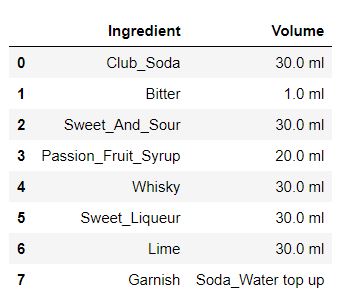 Ingredient Volume
0 Club_Soda 30.0 ml
1 Bitter 1.0 ml
2 Sweet_And_Sour 30.0 ml
3 Passion_Fruit_Syrup 20.0 ml
4 Whisky 30.0 ml
5 Sweet_Liqueur 30.0 ml
6 Lime 30.0 ml
7 Garnish Soda_Water top up